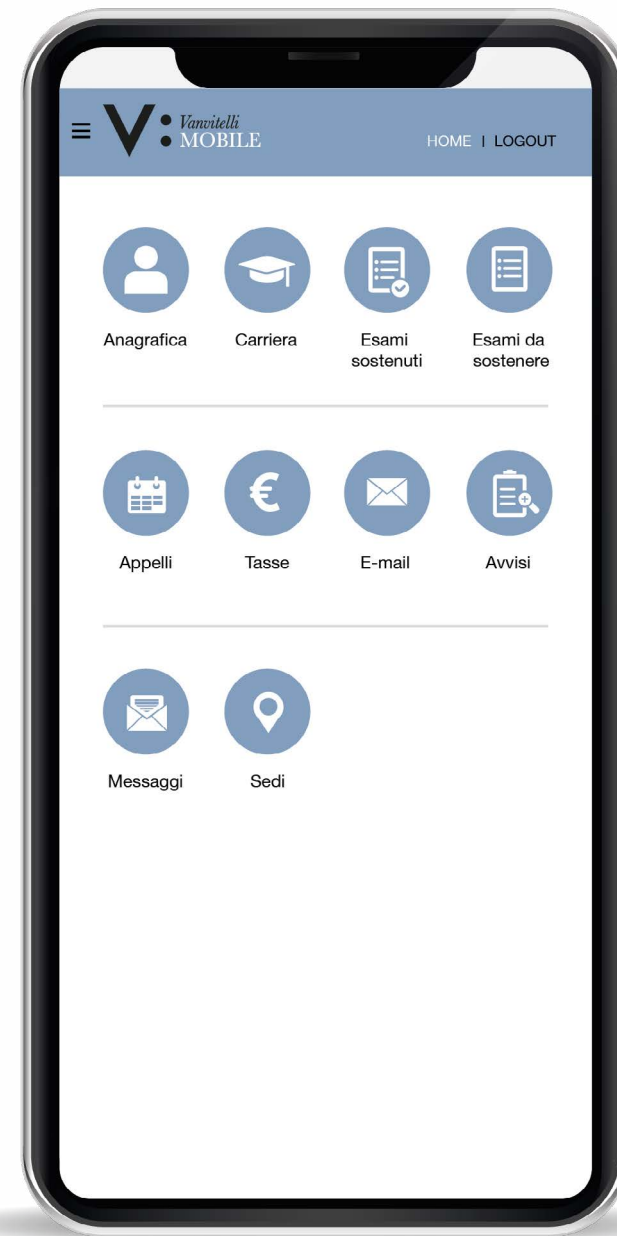 V: Vanvitelli
MOBILE
HOME | LOGOUT
Anagrafica Carriera Esami sostenuti Esami da sostenere
Appelli Tasse E-mail Avvisi
Messaggi Sedi